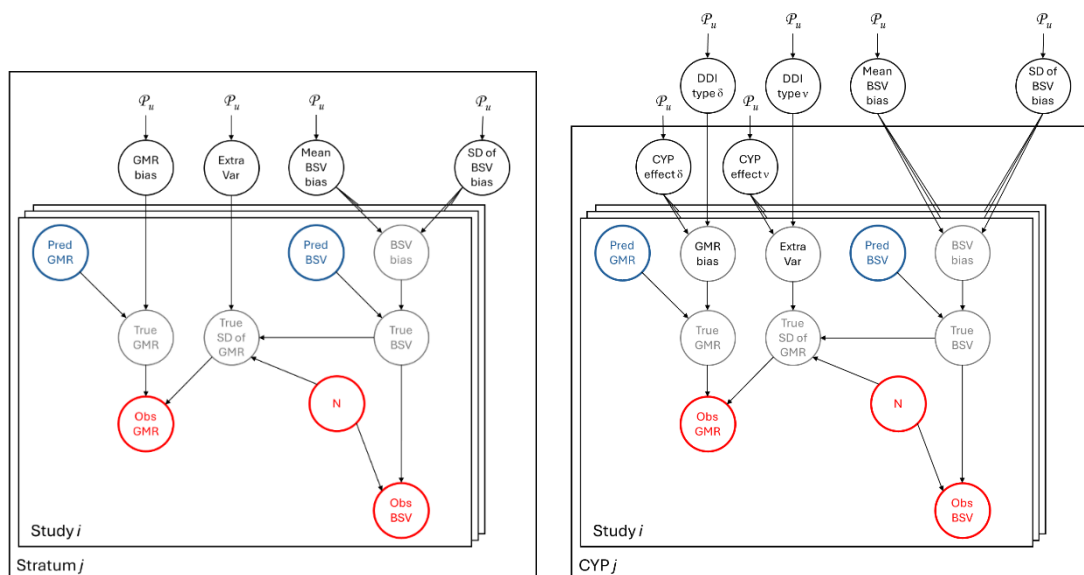 𝒫u
𝒫u
𝒫u
𝒫u
GMR
bias
Extra
Var
Mean
BSV
bias
SD of
BSV
bias
Pred
GMR
Pred
BSV
BSV
bias
True
GMR
True
SD of
GMR
True
BSV
Obs
GMR
N
Obs
BSV
Study i
Stratum j
𝒫u
𝒫u
𝒫u
𝒫u
DDI
type δ
DDI
type ν
Mean
BSV
bias
SD of
BSV
bias
𝒫u
𝒫u
CYP
effect δ
CYP
effect ν
Pred
GMR
GMR
bias
Extra
Var
Pred
BSV
BSV
bias
True
GMR
True
SD of
GMR
True
BSV
Obs
GMR
N
Obs
BSV
Study i
CYP j